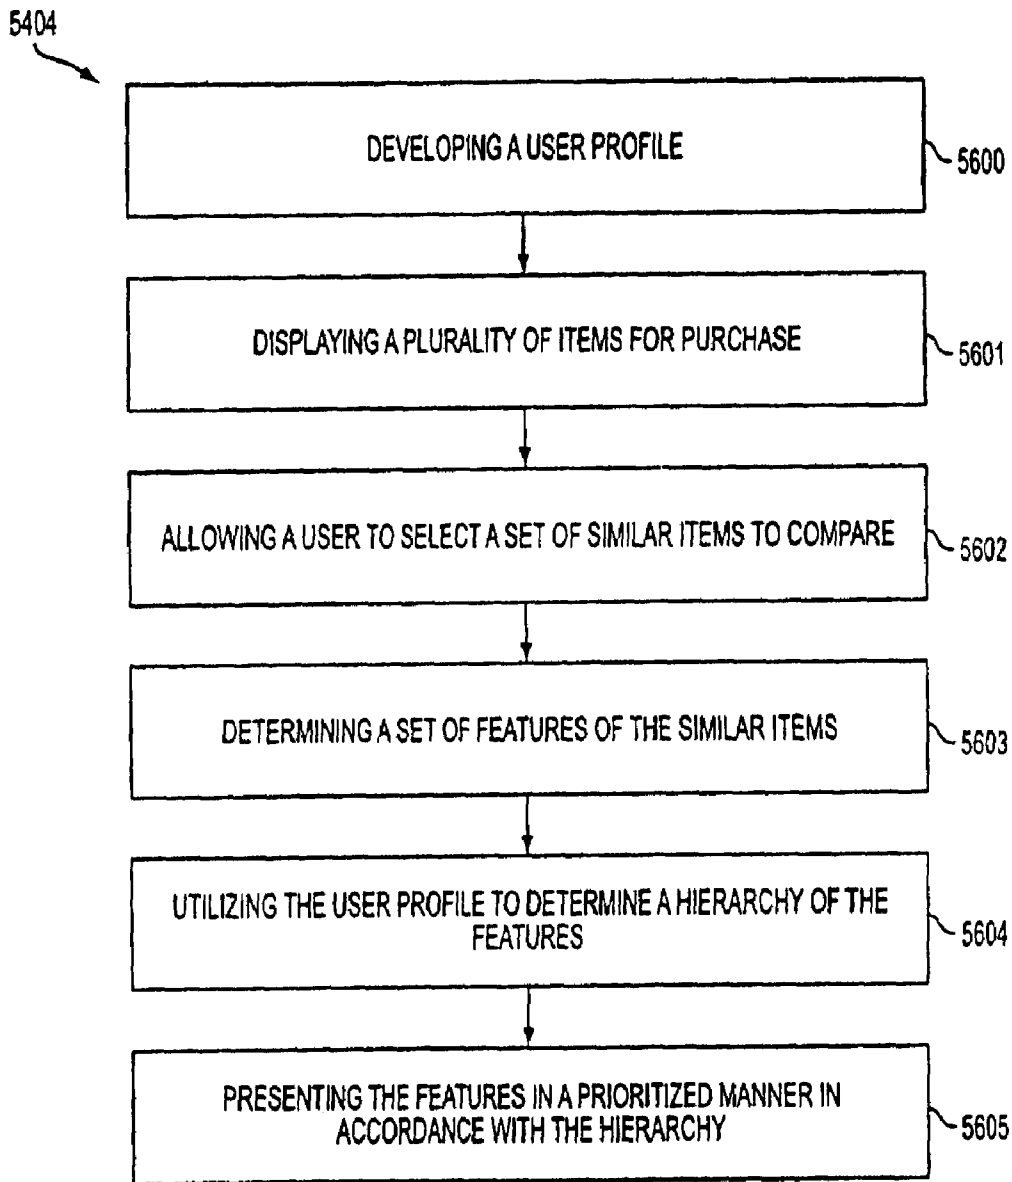 5404
DEVELOPING A USER PROFILE
5600
DISPLAYING A PLURALITY OF ITEMS FOR PURCHASE
5601
ALLOWING A USER TO SELECT A SET OF SIMILAR ITEMS TO COMPARE
5602
DETERMINING A SET OF FEATURES OF THE SIMILAR ITEMS
5603
UTILIZING THE USER PROFILE TO DETERMINE A HIERARCHY OF THE
FEATURES
5604
PRESENTING THE FEATURES IN A PRIORITIZED MANNER IN
ACCORDANCE WITH THE HIERARCHY
5605